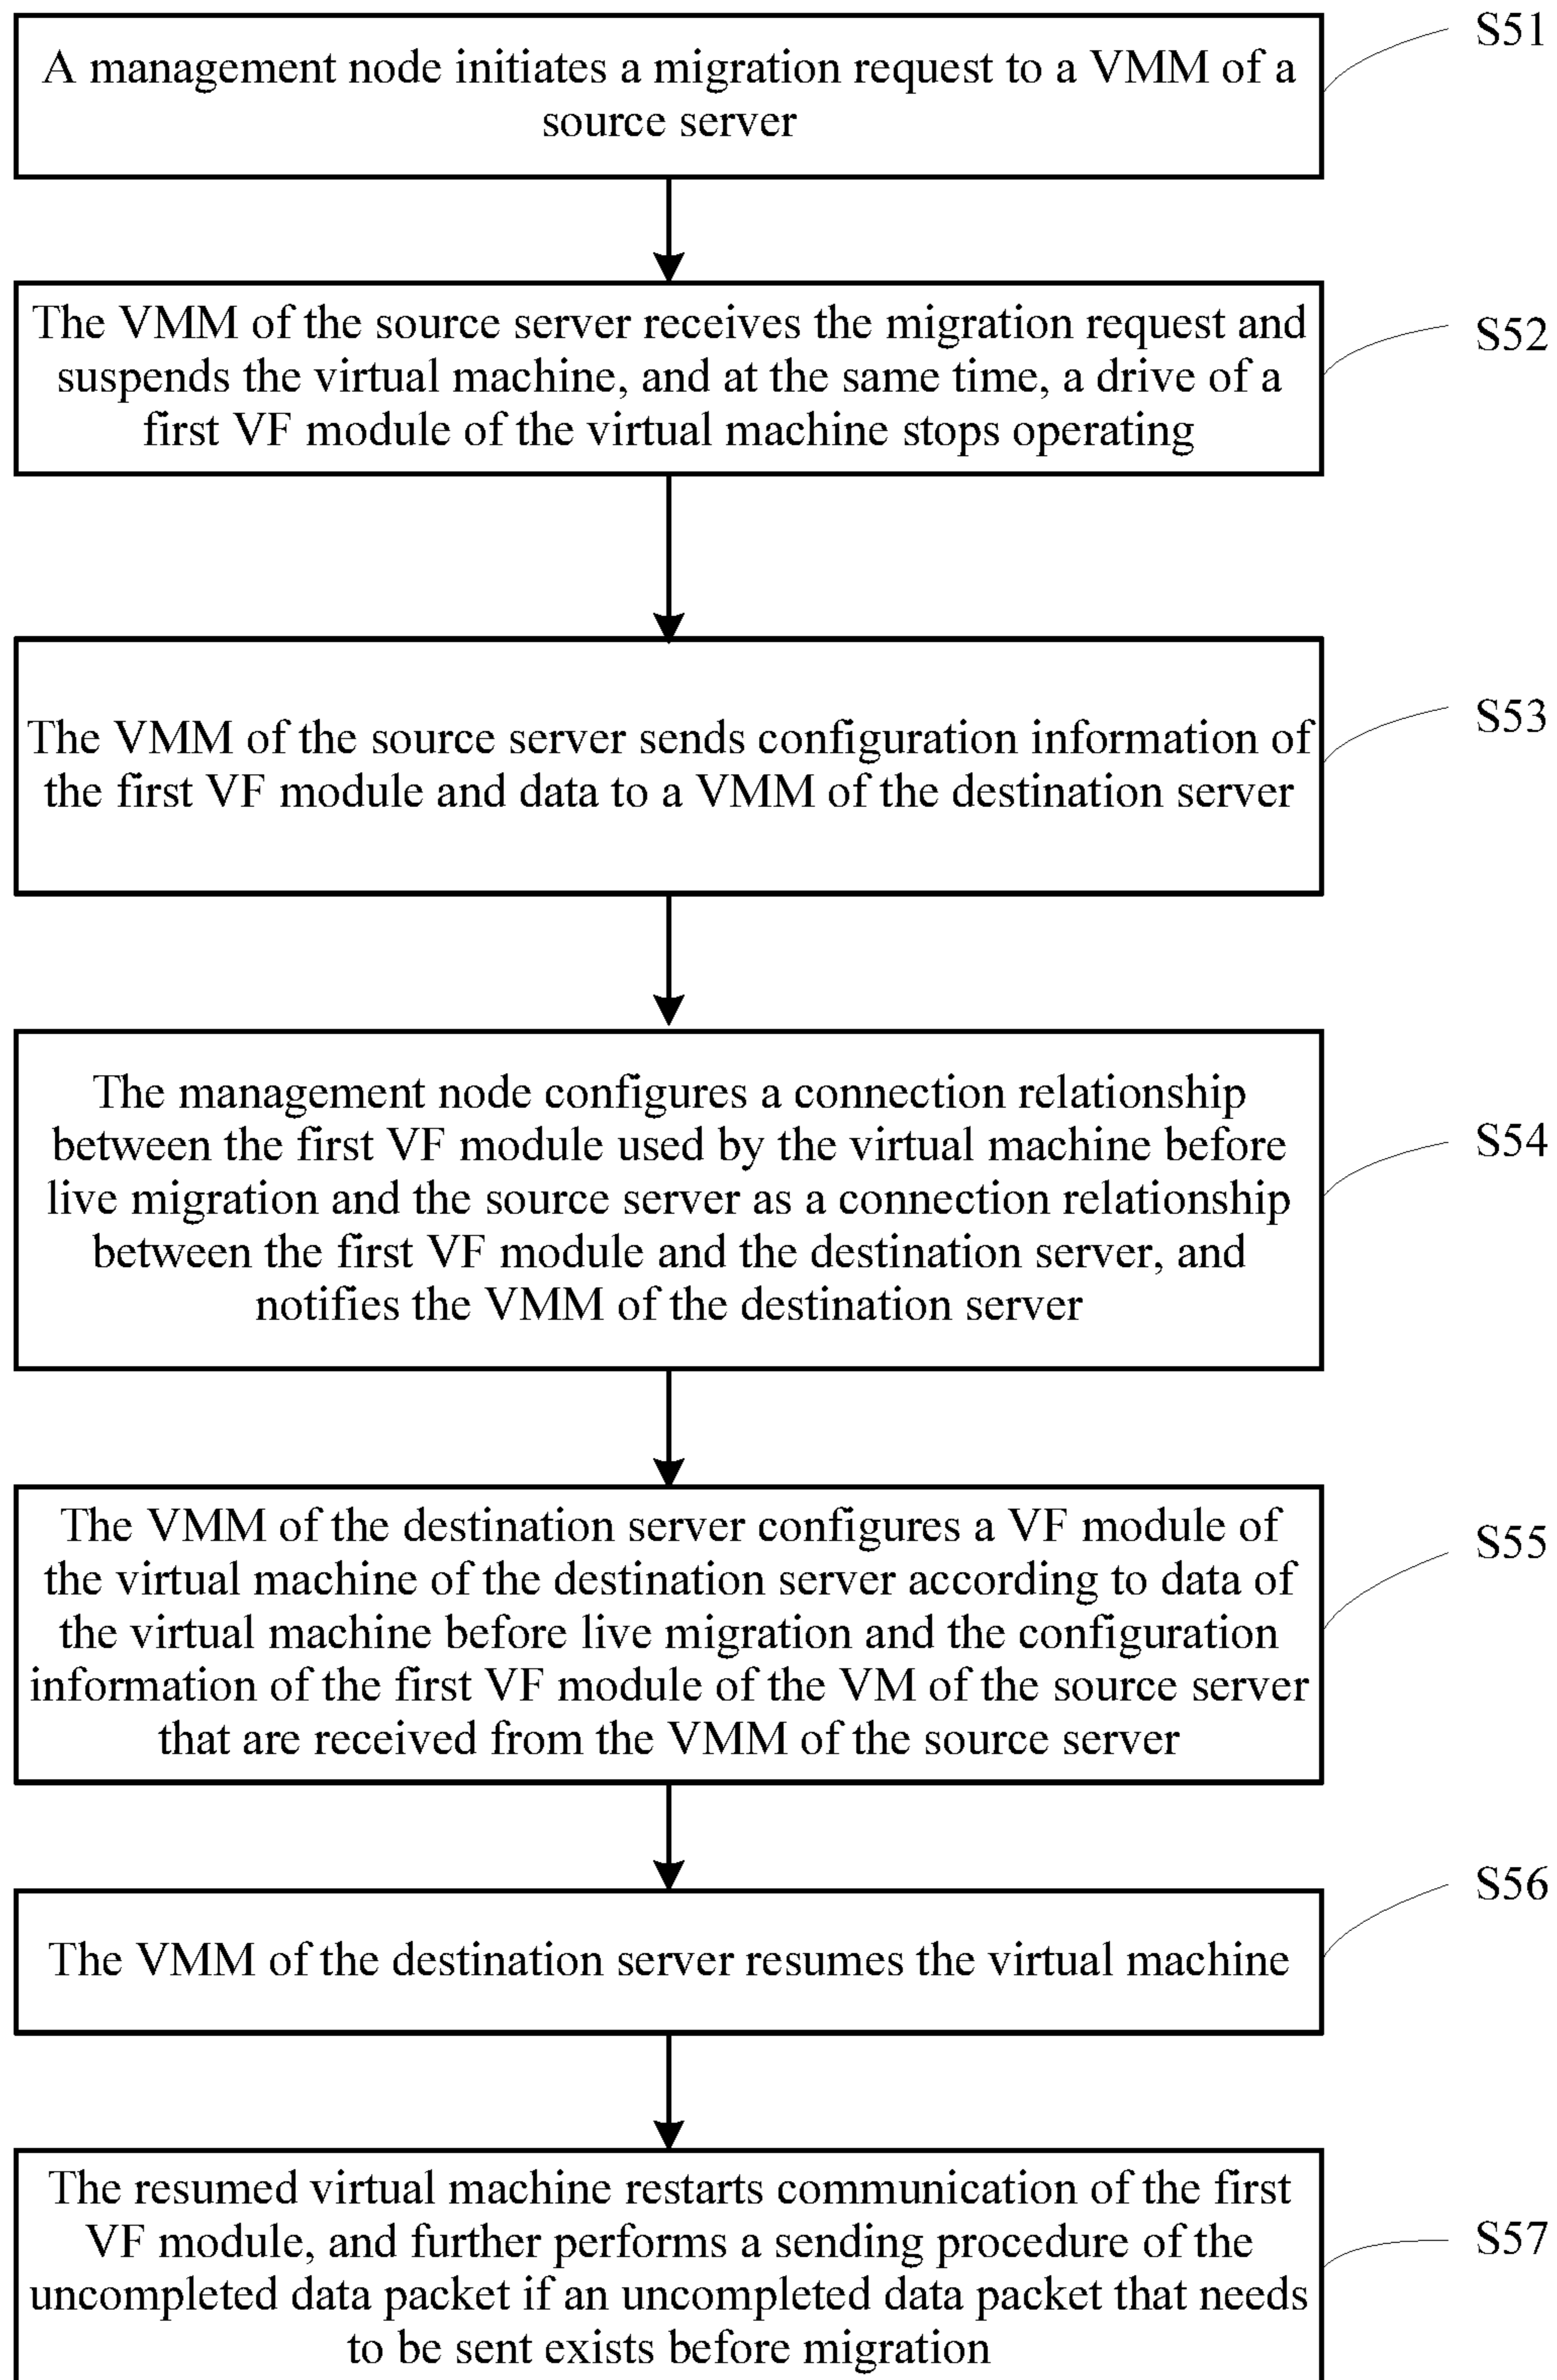 A management node initiates a migration request to a VMM of a
source server
S51
The VMM of the source server receives the migration request and
suspends the virtual machine, and at the same time, a drive of a
first VF module of the virtual machine stops operating
S52
The VMM of the source server sends configuration information of
the first VF module and data to a VMM of the destination server
S53
The management node configures a connection relationship
between the first VF module used by the virtual machine before
live migration and the source server as a connection relationship
between the first VF module and the destination server, and
notifies the VMM of the destination server
S54
The VMM of the destination server configures a VF module of
the virtual machine of the destination server according to data of
the virtual machine before live migration and the configuration
information of the first VF module of the VM of the source server
that are received from the VMM of the source server
S55
The VMM of the destination server resumes the virtual machine
S56
The resumed virtual machine restarts communication of the first
VF module, and further performs a sending procedure of the
uncompleted data packet if an uncompleted data packet that needs
to be sent exists before migration
S57